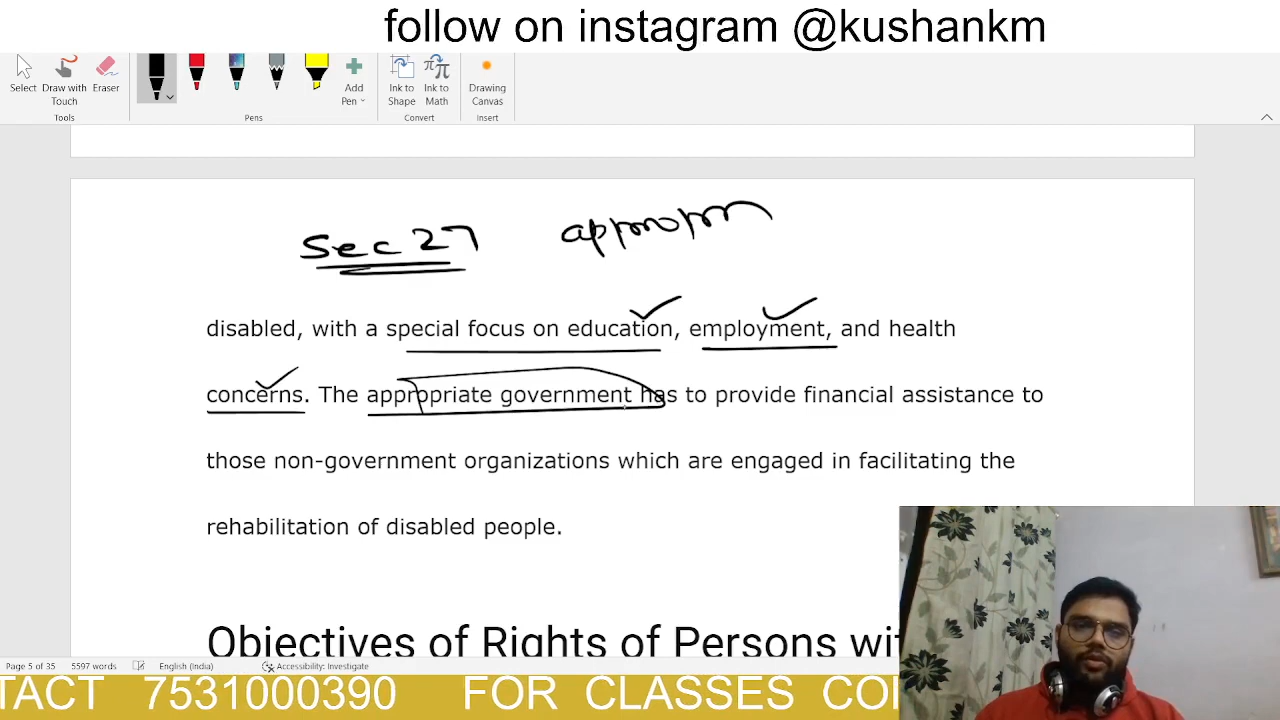 follow on instagram @kushankm
Select Draw with Touch Eraser Add Pen Ink to Shape Ink to Math Drawing Canvas
Tools Pens Convert Insert
Sec 27 appropr
disabled, with a special focus on education, employment, and health
concerns. The appropriate government has to provide financial assistance to
those non-government organizations which are engaged in facilitating the
rehabilitation of disabled people.
Objectives of Rights of Persons wi
Page 5 of 35 5597 words English (India) Accessibility: Investigate
TACT 7531000390 FOR CLASSES CO